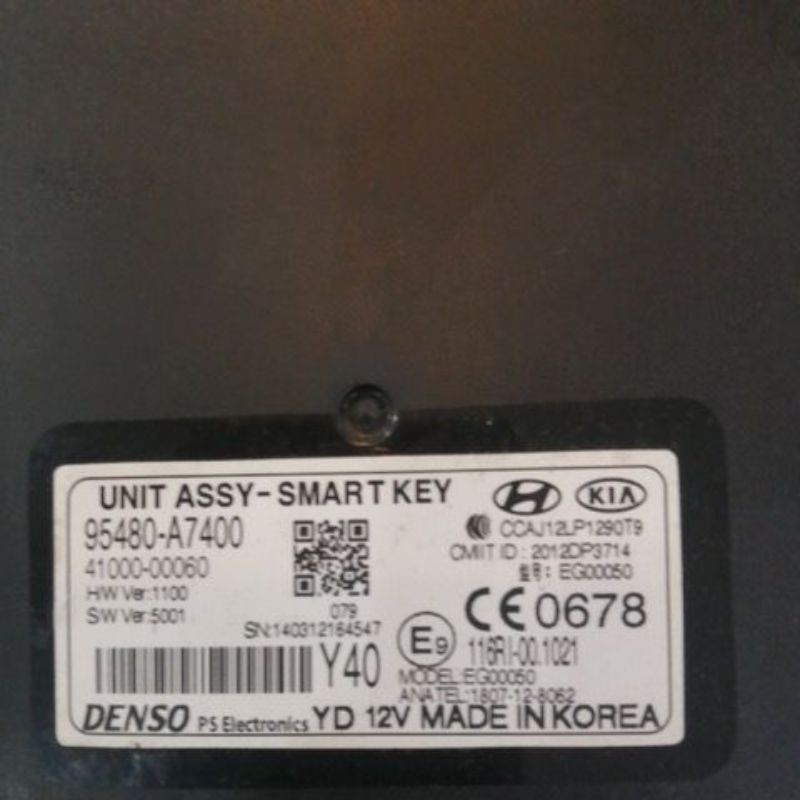 UNIT ASSY-SMART KEY
KIA
95480-A7400
CCAJ12LP1290T9
41000-00060
CMIIT ID : 2012DP3714
EG00050
HW Ver:1100
SW Ver:5001
079
SN:140312164547
CE 0678
E9
116RI-00.1021
Y40
MODEL:EG00050
ANATEL:1807-12-8062
DENSO PS Electronics YD 12V MADE IN KOREA